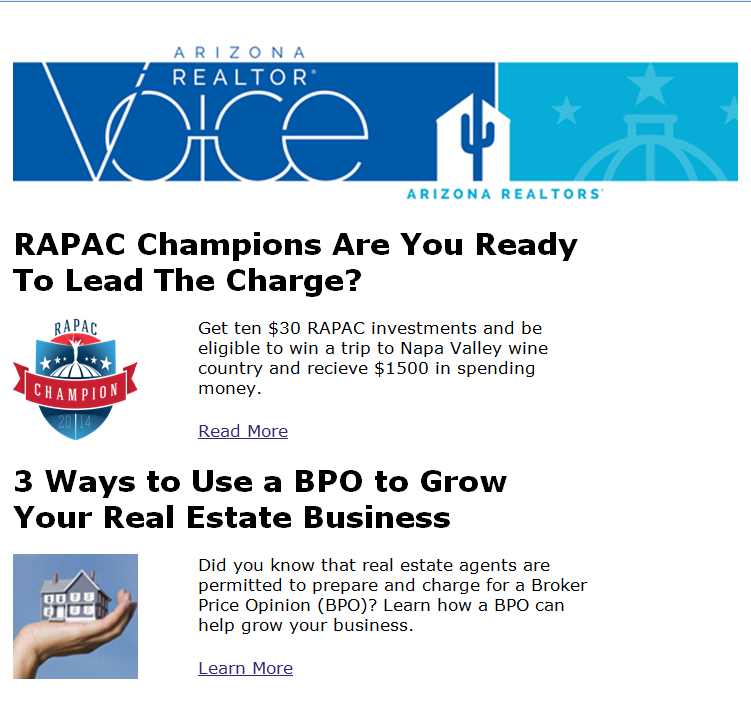 ARIZONA
REALTOR®
Voice
ARIZONA REALTORS®
RAPAC Champions Are You Ready
To Lead The Charge?
RAPAC
CHAMPION
2014
Get ten $30 RAPAC investments and be
eligible to win a trip to Napa Valley wine
country and recieve $1500 in spending
money.
Read More
3 Ways to Use a BPO to Grow
Your Real Estate Business
Did you know that real estate agents are
permitted to prepare and charge for a Broker
Price Opinion (BPO)? Learn how a BPO can
help grow your business.
Learn More